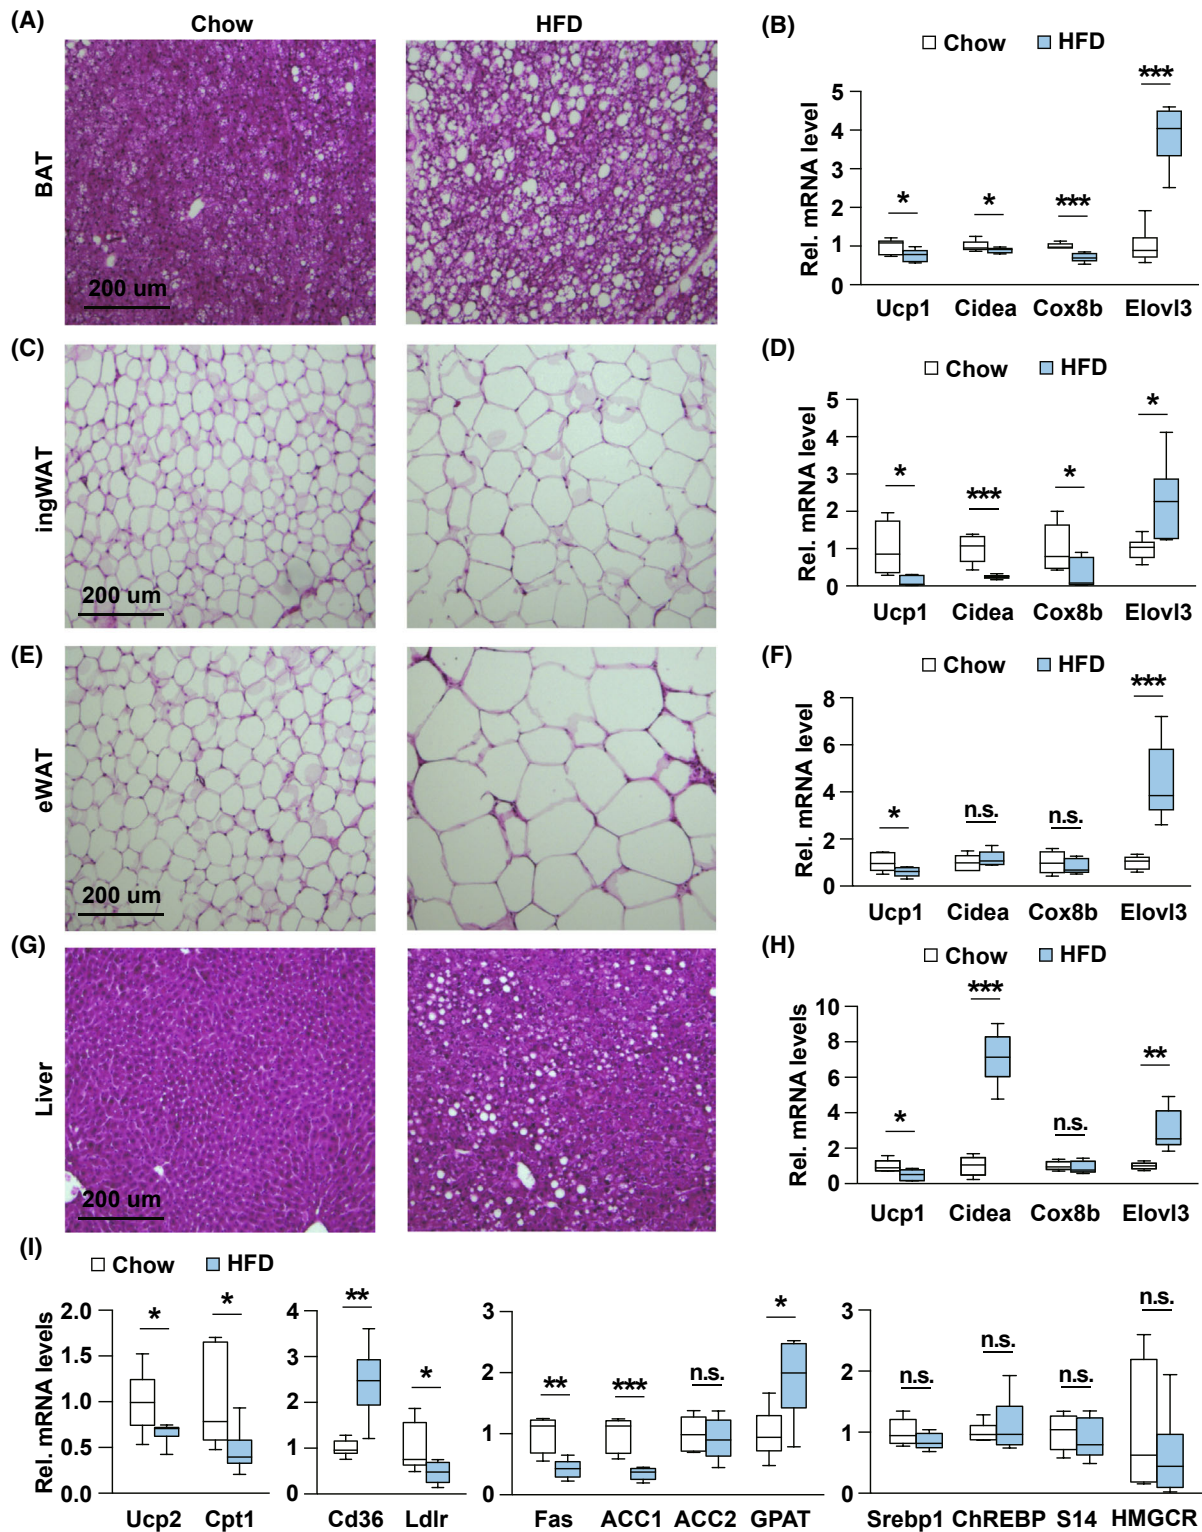 (A)
Chow
HFD
BAT
200 um
(B)
Chow
HFD
Rel. mRNA level
5
4
3
2
1
0
*
*
***
***
Ucp1
Cidea
Cox8b
Elovl3
(C)
ingWAT
200 um
(D)
Chow
HFD
Rel. mRNA level
5
4
3
2
1
0
*
***
*
*
Ucp1
Cidea
Cox8b
Elovl3
(E)
eWAT
200 um
(F)
Chow
HFD
Rel. mRNA level
8
6
4
2
0
*
n.s.
n.s.
***
Ucp1
Cidea
Cox8b
Elovl3
(G)
Liver
200 um
(H)
Chow
HFD
Rel. mRNA levels
10
8
6
4
2
0
*
***
n.s.
**
Ucp1
Cidea
Cox8b
Elovl3
(I)
Chow
HFD
Rel. mRNA levels
2.0
1.5
1.0
0.5
0.0
*
*
Ucp2
Cpt1
4
3
2
1
0
**
*
Cd36
Ldlr
3
2
1
0
**
***
n.s.
*
Fas
ACC1
ACC2
GPAT
3
2
1
0
n.s.
n.s.
n.s.
n.s.
Srebp1
ChREBP
S14
HMGCR